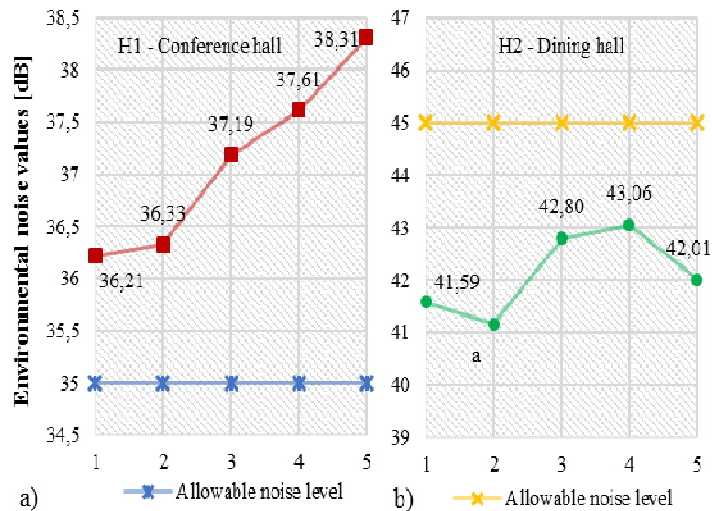 Environmental noise values [dB]
38,5
38
37,5
37
36,5
36
35,5
35
34,5
H1 - Conference hall
36,21
36,33
37,19
37,61
38,31
1 2 3 4 5
a)
Allowable noise level
47
46
45
44
43
42
41
40
39
H2 - Dining hall
41,59
a
42,80
43,06
42,01
1 2 3 4 5
b)
Allowable noise level